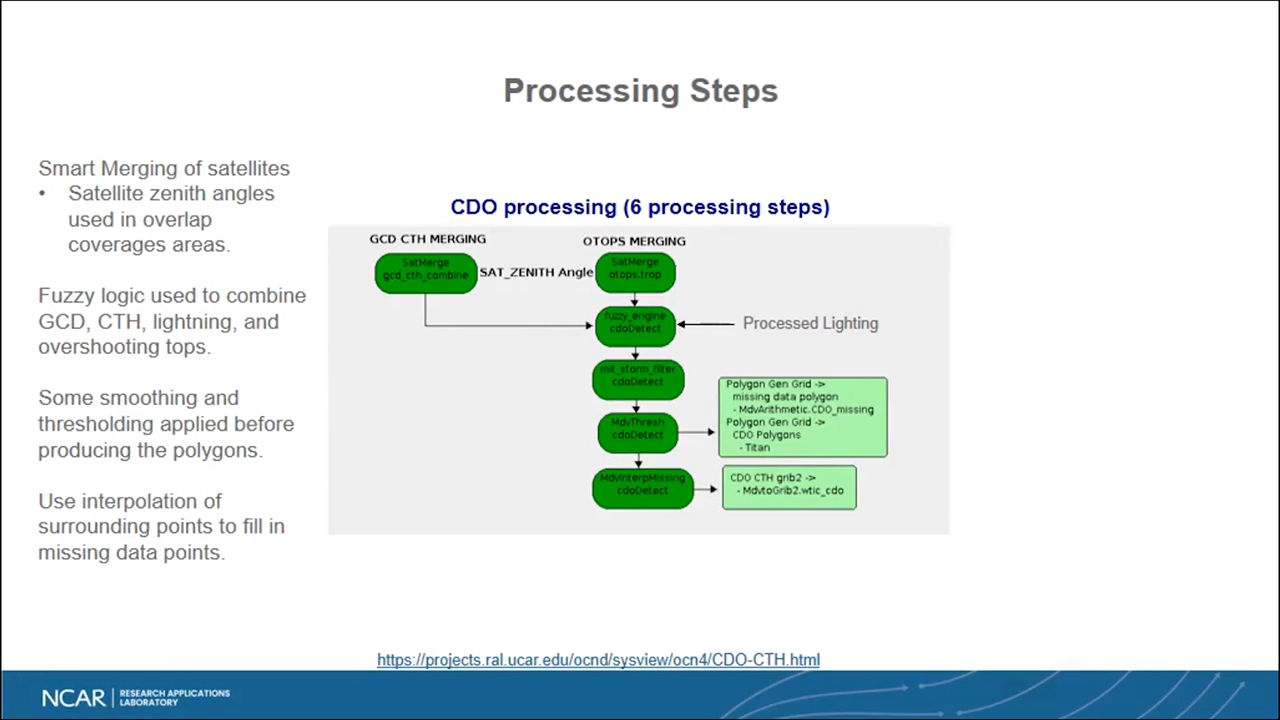 Processing Steps
Smart Merging of satellites
• Satellite zenith angles
used in overlap
coverages areas.
Fuzzy logic used to combine
GCD, CTH, lightning, and
overshooting tops.
Some smoothing and
thresholding applied before
producing the polygons.
Use interpolation of
surrounding points to fill in
missing data points.
CDO processing (6 processing steps)
GCD CTH MERGING
OTOPS MERGING
SatMerge
gcd_cth_combine
SAT_ZENITH Angle
SatMerge
otops.trop
fuzzy_engine
cdoDetect
Processed Lighting
mit_storm_filter
cdoDetect
MdvThresh
cdoDetect
Polygon Gen Grid ->
missing data polygon
- MdvArithmetic.CDO_missing
Polygon Gen Grid ->
CDO Polygons
- Titan
MdvInterpMissing
cdoDetect
CDO CTH grib2 ->
- MdvtoGrib2.wtic_cdo
https://projects.ral.ucar.edu/ocnd/sysview/ocn4/CDO-CTH.html
NCAR
RESEARCH APPLICATIONS
LABORATORY